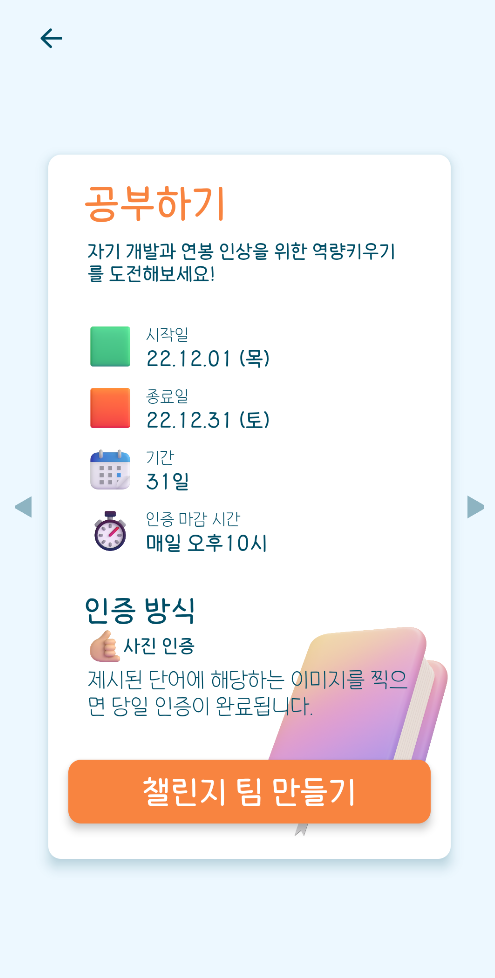 공부하기
자기 개발과 연봉 인상을 위한 역량키우기
를 도전해보세요!
시작일
22.12.01 (목)
종료일
22.12.31 (토)
기간
31일
인증 마감 시간
매일 오후10시
인증 방식
사진 인증
제시된 단어에 해당하는 이미지를 찍으
면 당일 인증이 완료됩니다.
챌린지 팀 만들기